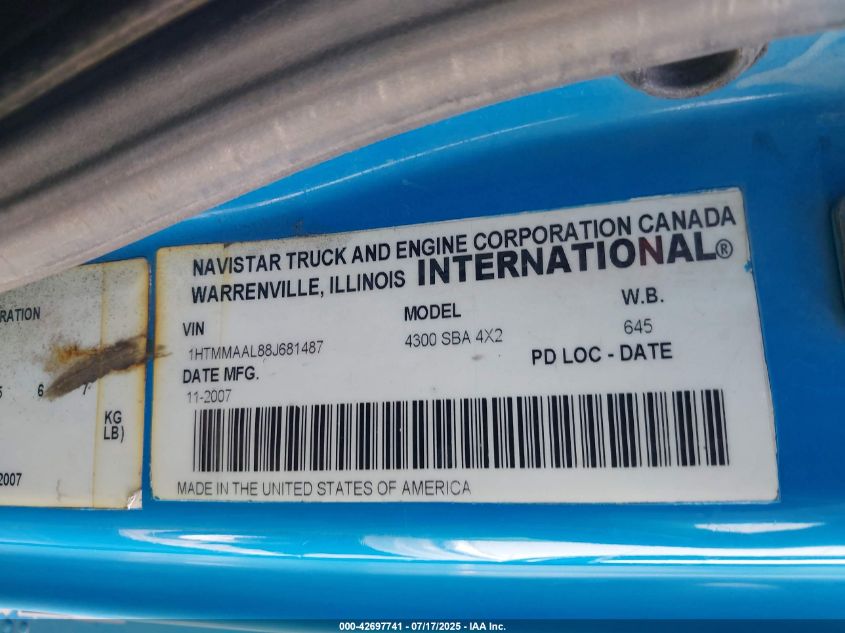 NAVISTAR TRUCK AND ENGINE CORPORATION CANADA
WARRENVILLE, ILLINOIS INTERNATIONAL®
VIN MODEL W.B.
1HTMMAAL88J681487 4300 SBA 4X2 645
DATE MFG. PD LOC - DATE
11-2007
MADE IN THE UNITED STATES OF AMERICA
RATION
5 6 7
KG
LB)
2007
000-42697741 / 07/17/2025 - IAA Inc.